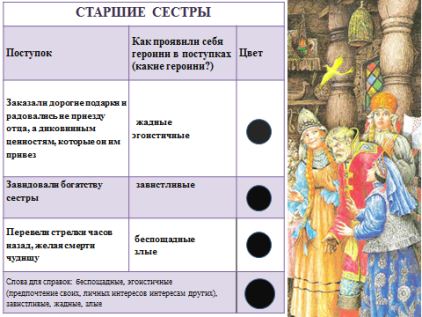 СТАРШИЕ СЕСТРЫ
Поступок
Как проявили себя
героини в поступках
(какие героини?)
Цвет
Заказали дорогие подарки и
радовались не приезду
отца, а диковинным
ценностям, которые он им
привез
жадные
эгоистичные
Завидовали богатству
сестры
завистливые
Перевели стрелки часов
назад, желая смерти
чудищу
беспощадные
злые
Слова для справок: беспощадные, эгоистичные
(предпочтение своих, личных интересов интересам других),
завистливые, жадные, злые